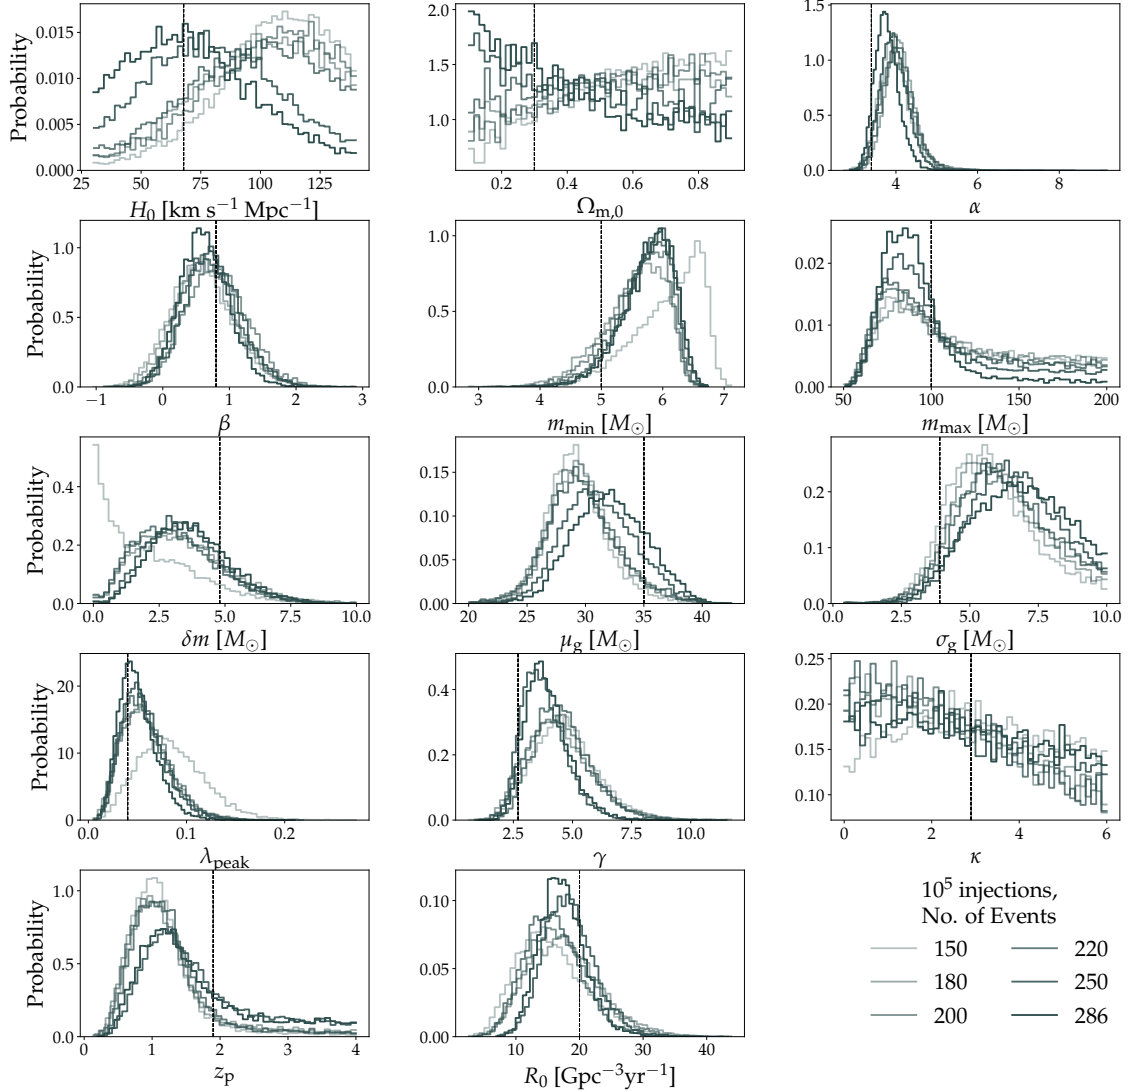 Probability
0.015
0.010
0.005
0.000
25 50 75 100 125
H₀ [km s⁻¹ Mpc⁻¹]
2.0
1.5
1.0
0.2 0.4 0.6 0.8
Ωm,0
1.5
1.0
0.5
0.0
4 6 8
α
Probability
1.0
0.5
0.0
−1 0 1 2 3
β
1.0
0.5
0.0
3 4 5 6 7
mmin [M⊙]
0.02
0.01
0.00
50 100 150 200
mmax [M⊙]
Probability
0.4
0.2
0.0
0.0 2.5 5.0 7.5 10.0
δm [M⊙]
0.15
0.10
0.05
0.00
20 25 30 35 40
μg [M⊙]
0.2
0.1
0.0
0.0 2.5 5.0 7.5 10.0
σg [M⊙]
Probability
20
10
0
0.0 0.1 0.2
λpeak
0.4
0.2
0.0
2.5 5.0 7.5 10.0
γ
0.25
0.20
0.15
0.10
0 2 4 6
κ
Probability
1.0
0.5
0.0
0 1 2 3 4
zp
0.10
0.05
0.00
10 20 30 40
R₀ [Gpc⁻³yr⁻¹]
10⁵ injections,
No. of Events
150 220
180 250
200 286